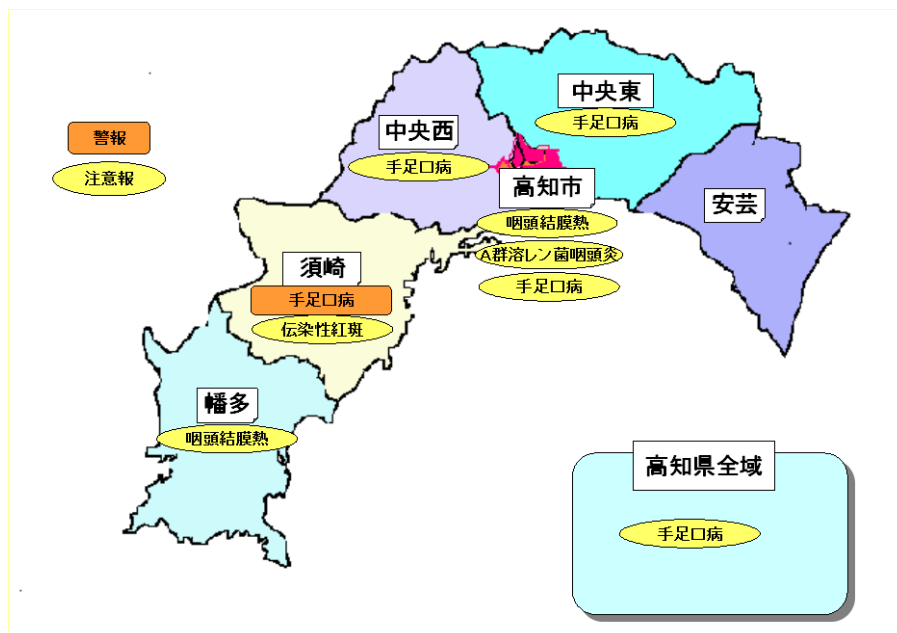 中央東
手足口病
警報
中央西
手足口病
注意報
高知市
咽頭結膜熱
A群溶レン菌咽頭炎
手足口病
安芸
須崎
手足口病
伝染性紅斑
幡多
咽頭結膜熱
高知県全域
手足口病